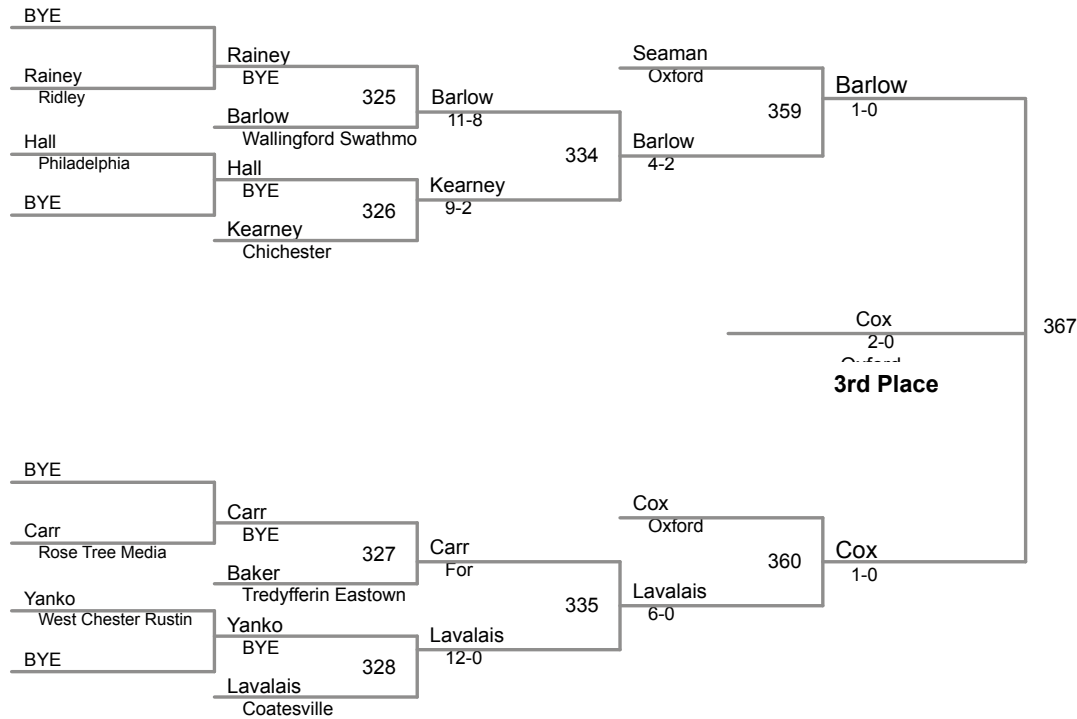 BYE
Rainey
Ridley
Hall
Philadelphia
BYE
Rainey
BYE
325
Barlow
Wallingford Swathmo
Hall
BYE
326
Kearney
Chichester
Barlow
11-8
334
Kearney
9-2
Seaman
Oxford
359
Barlow
4-2
Barlow
1-0
Cox
2-0
Oxford
367
3rd Place
BYE
Carr
Rose Tree Media
Yanko
West Chester Rustin
BYE
Carr
BYE
327
Baker
Tredyfferin Eastown
Yanko
BYE
328
Lavalais
Coatesville
Carr
For
335
Lavalais
12-0
Cox
Oxford
360
Lavalais
6-0
Cox
1-0